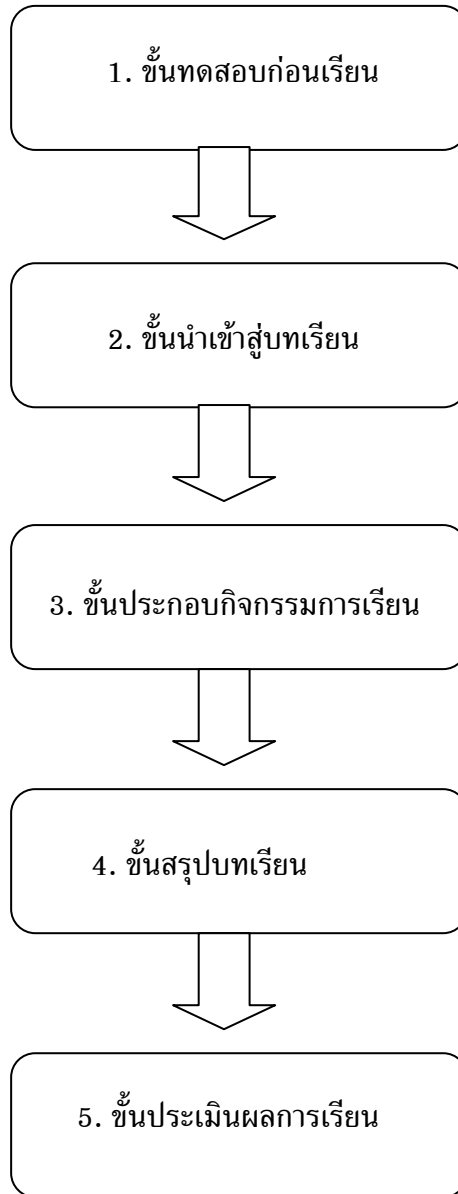 1. ขั้นทดสอบก่อนเรียน
2. ขั้นนำเข้าสู่บทเรียน
3. ขั้นประกอบกิจกรรมการเรียน
4. ขั้นสรุปบทเรียน
5. ขั้นประเมินผลการเรียน